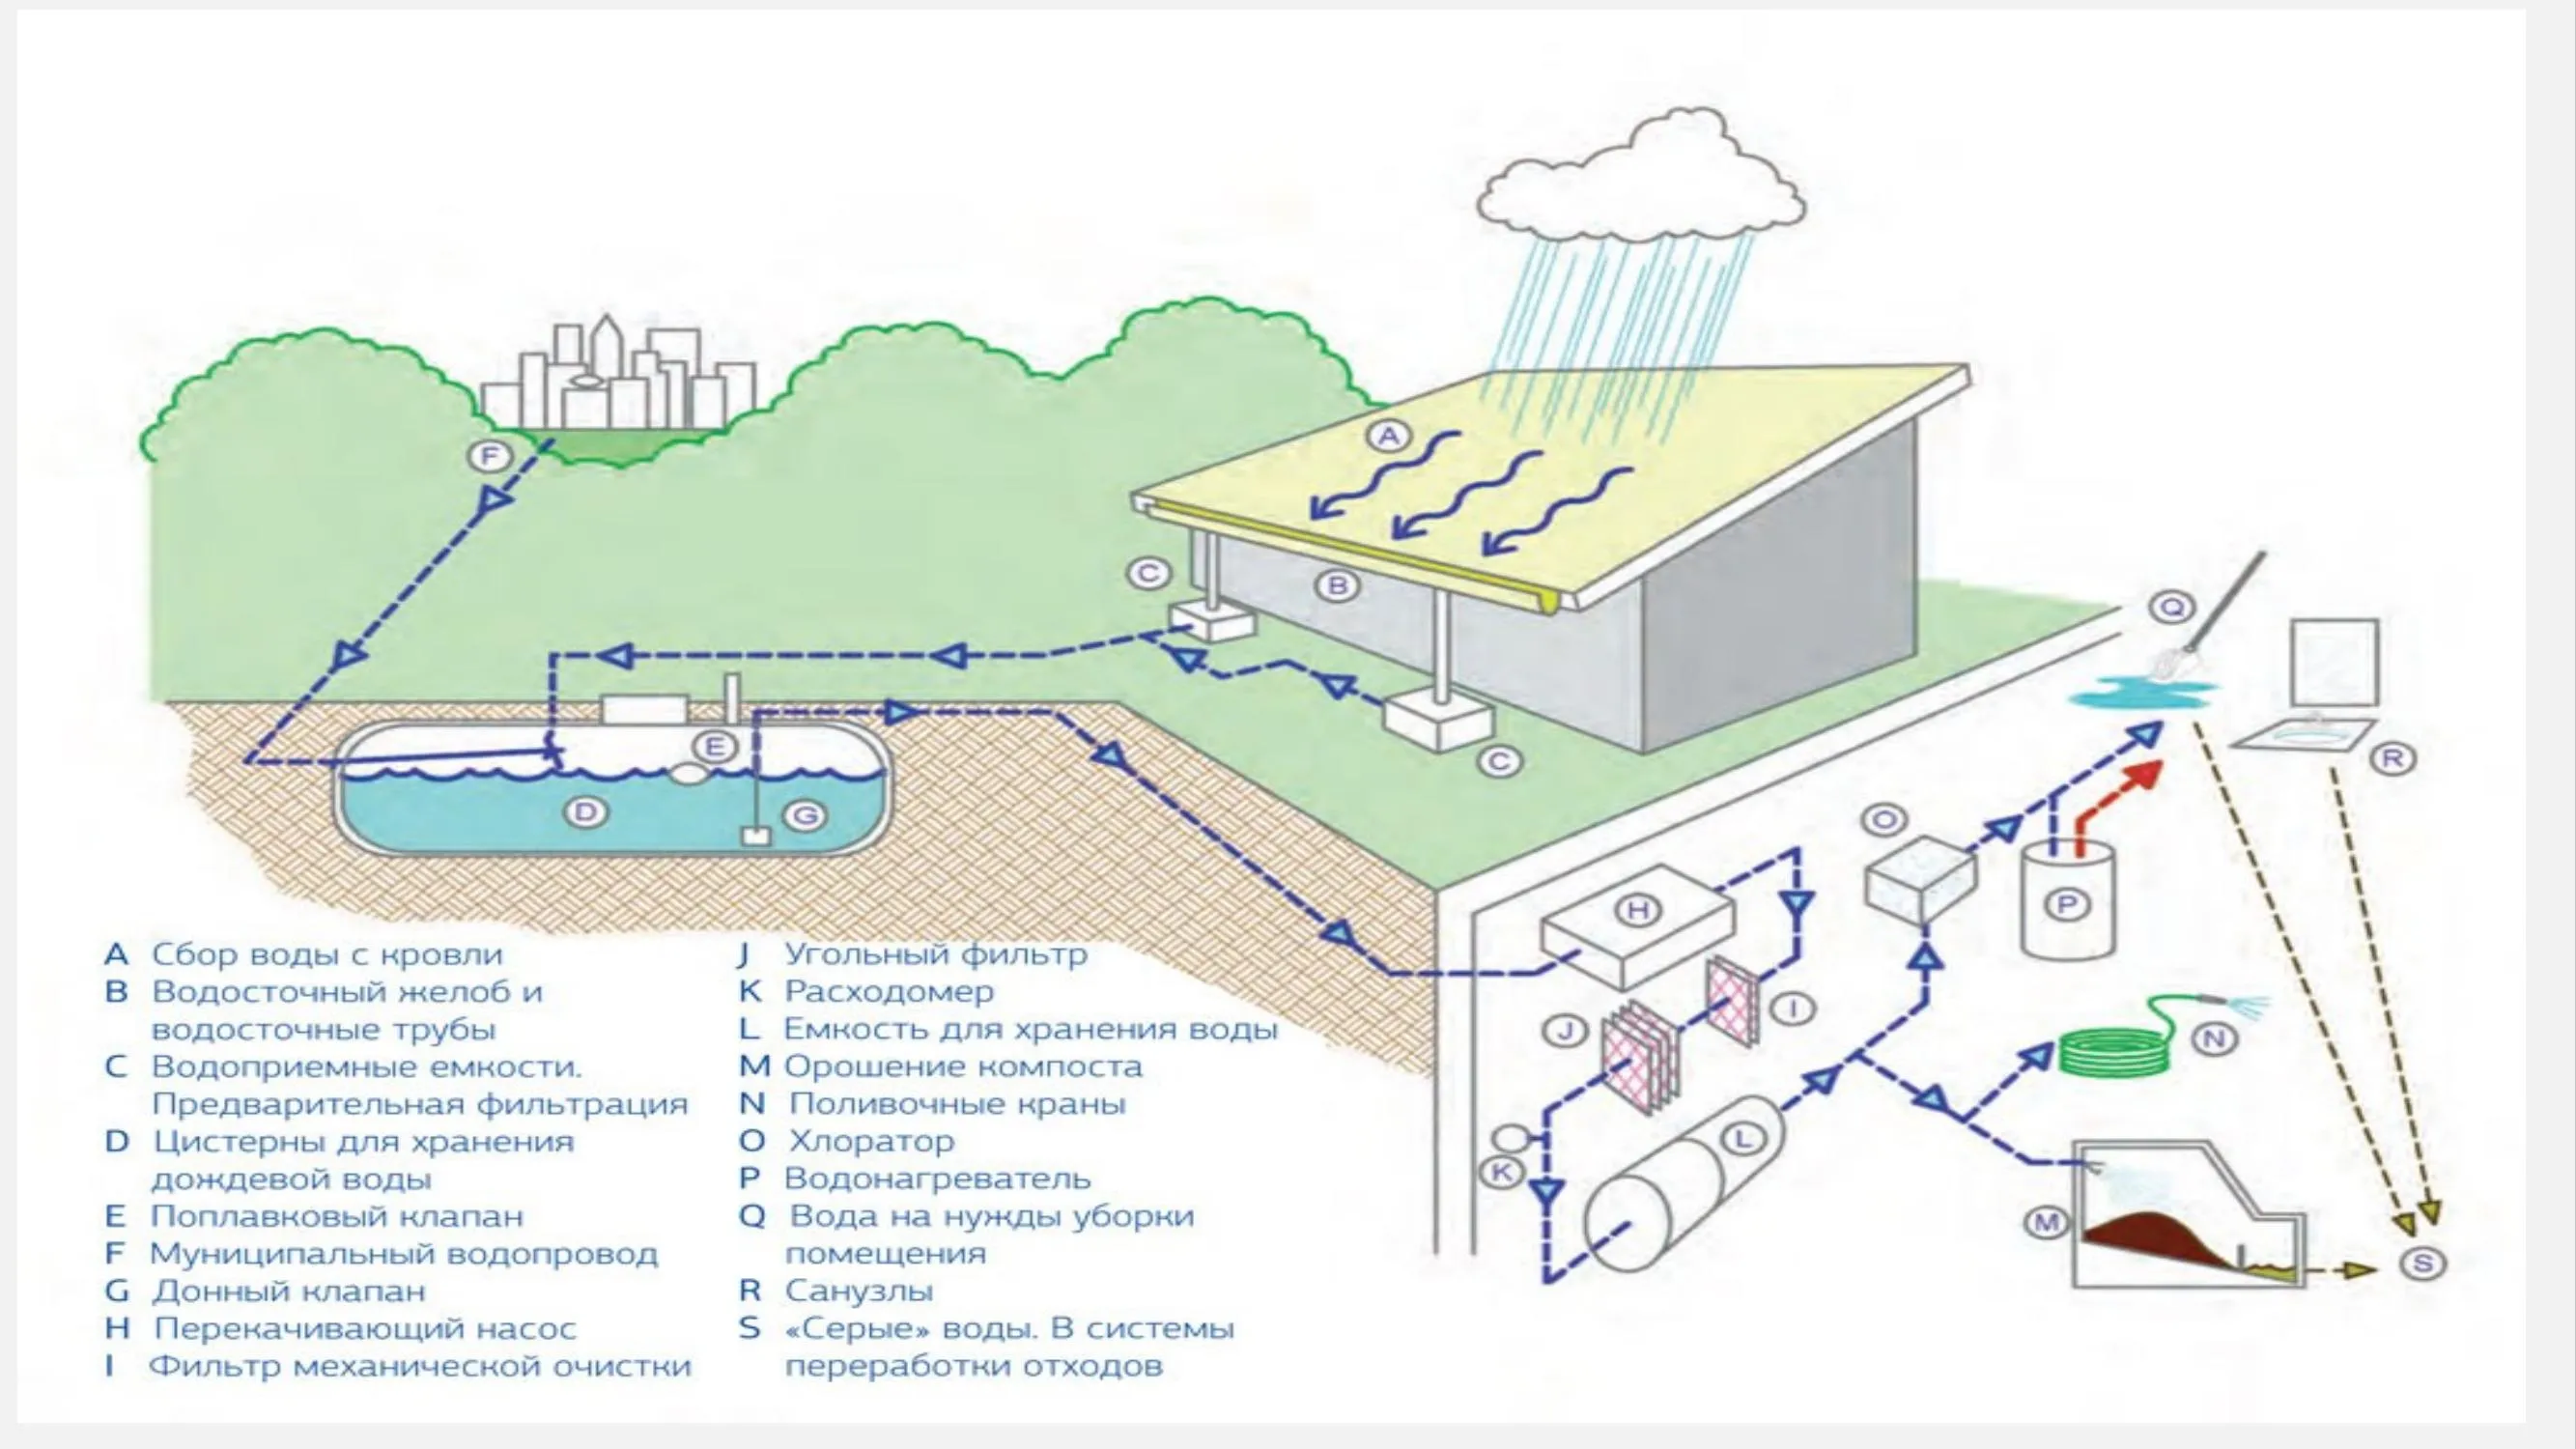 F
A
C
B
Q
E
C
R
D
G
O
H
P
J
I
N
K
L
M
S
A Сбор воды с кровли
B Водосточный желоб и
водосточные трубы
C Водоприемные емкости.
Предварительная фильтрация
D Цистерны для хранения
дождевой воды
E Поплавковый клапан
F Муниципальный водопровод
G Донный клапан
H Перекачивающий насос
I Фильтр механической очистки
J Угольный фильтр
K Расходомер
L Емкость для хранения воды
M Орошение компоста
N Поливочные краны
O Хлоратор
P Водонагреватель
Q Вода на нужды уборки
помещения
R Санузлы
S «Серые» воды. В системы
переработки отходов